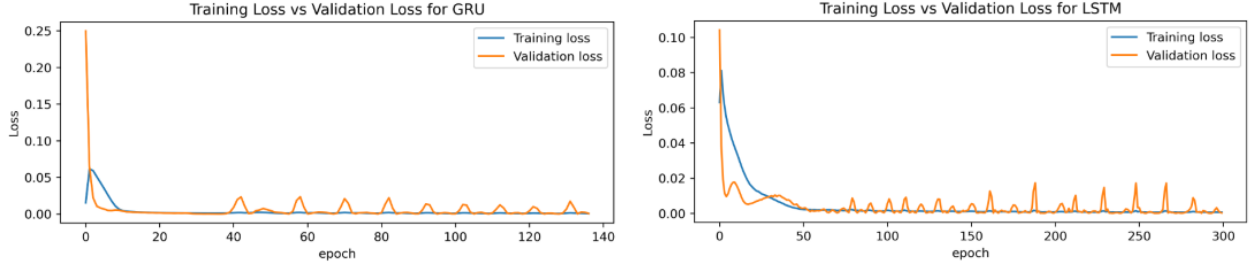 Training Loss vs Validation Loss for GRU
0.25
0.20
0.15
0.10
0.05
0.00
Loss
Training loss
Validation loss
0 20 40 60 80 100 120 140
epoch
Training Loss vs Validation Loss for LSTM
0.10
0.08
0.06
0.04
0.02
0.00
Loss
Training loss
Validation loss
0 50 100 150 200 250 300
epoch